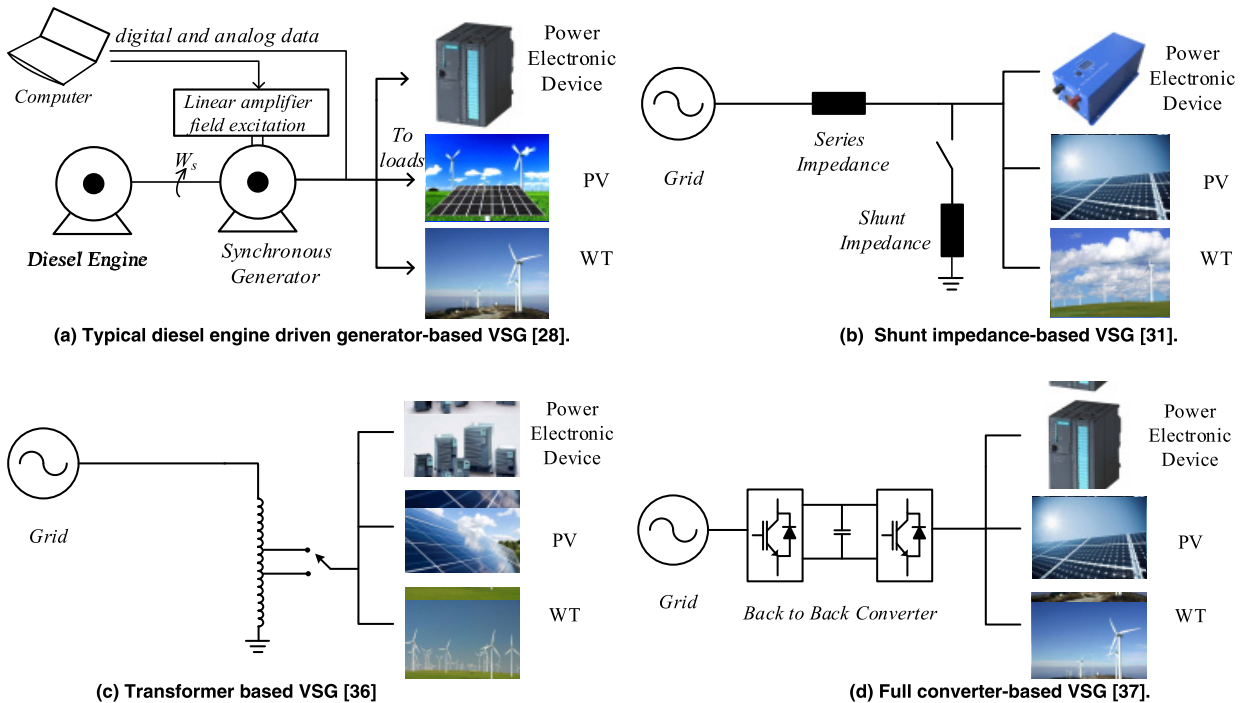 digital and analog data
Computer
Linear amplifier
field excitation
Ws
To
loads
Power
Electronic
Device
PV
WT
Diesel Engine
Synchronous
Generator
(a) Typical diesel engine driven generator-based VSG [28].
Grid
Series
Impedance
Shunt
Impedance
Power
Electronic
Device
PV
WT
(b) Shunt impedance-based VSG [31].
Grid
Power
Electronic
Device
PV
WT
(c) Transformer based VSG [36]
Grid
Back to Back Converter
Power
Electronic
Device
PV
WT
(d) Full converter-based VSG [37].